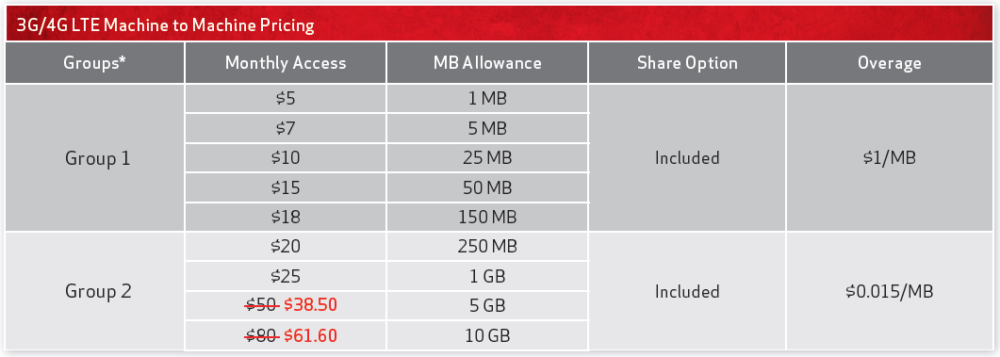 3G/4G LTE Machine to Machine Pricing
Groups* Monthly Access MB Allowance Share Option Overage
$5 1 MB
$7 5 MB
Group 1 $10 25 MB Included $1/MB
$15 50 MB
$18 150 MB
$20 250 MB
$25 1 GB
Group 2 Included $0.015/MB
$50 $38.50 5 GB
$80 $61.60 10 GB